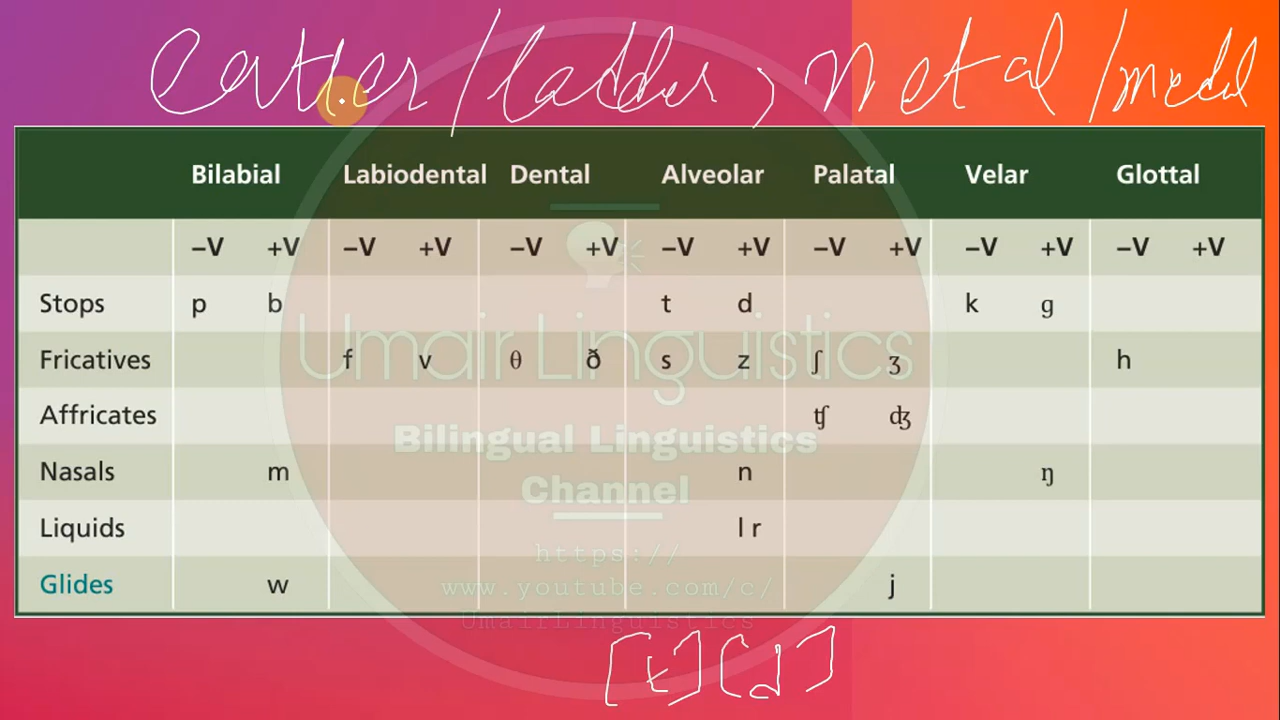 latter / ladder , metal / medal
Bilabial Labiodental Dental Alveolar Palatal Velar Glottal
–V +V –V +V –V +V –V +V –V +V –V +V –V +V
Stops p b t d k ɡ
Fricatives f v θ ð s z ʃ ʒ h
Affricates ʧ ʤ
Nasals m n ŋ
Liquids l r
Glides w j
Umair Linguistics
Bilingual Linguistics
Channel
https://
www.youtube.com/c/
UmairLinguistics
[t] [d]